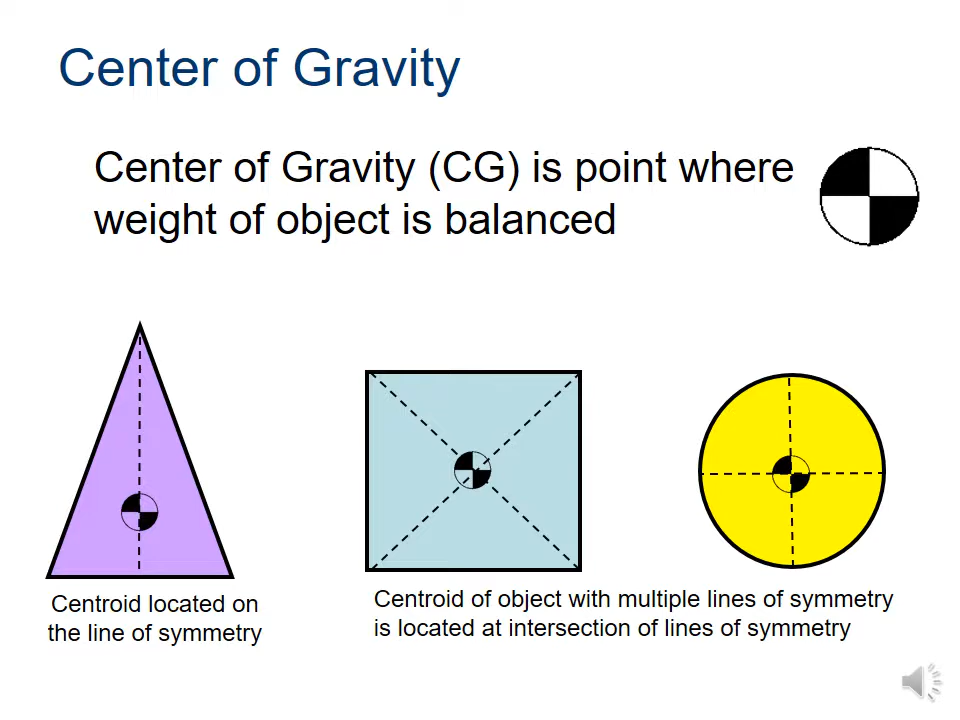 Center of Gravity
Center of Gravity (CG) is point where
weight of object is balanced
Centroid located on
the line of symmetry
Centroid of object with multiple lines of symmetry
is located at intersection of lines of symmetry